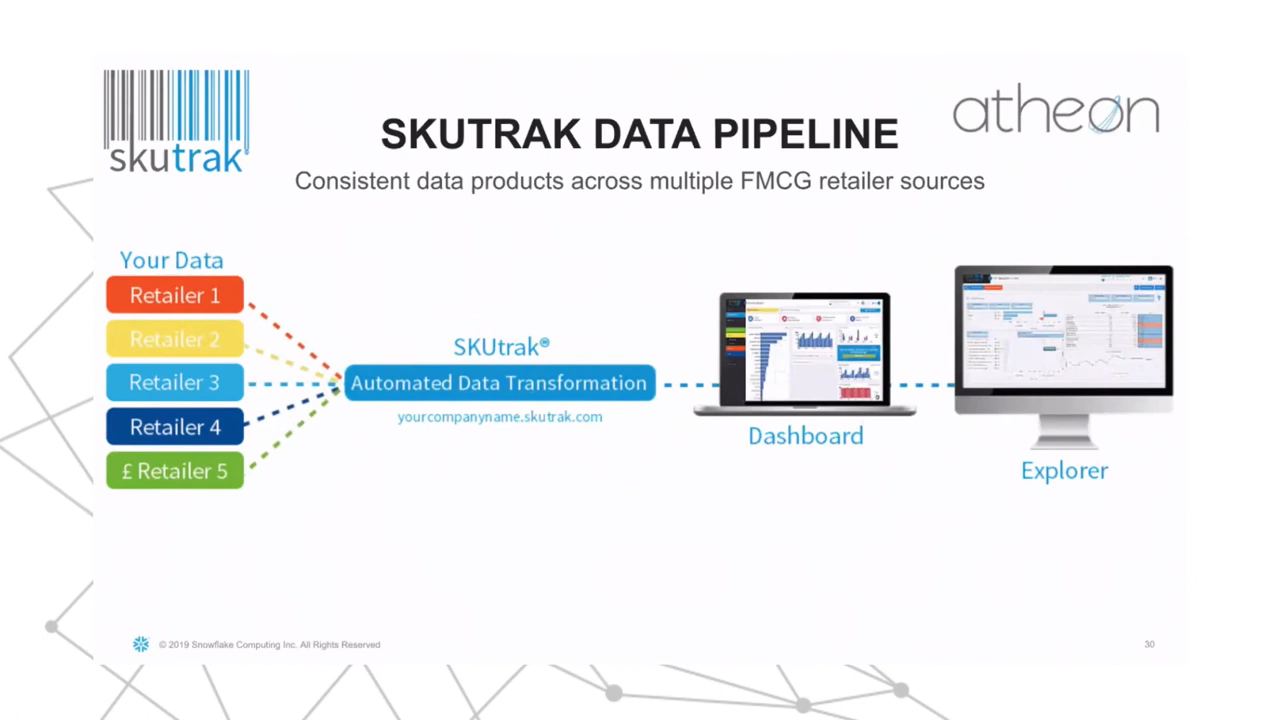 skutrak
atheon
SKUTRAK DATA PIPELINE
Consistent data products across multiple FMCG retailer sources
Your Data
Retailer 1
Retailer 2
Retailer 3
Retailer 4
£ Retailer 5
SKUtrak®
Automated Data Transformation
yourcompanyname.skutrak.com
Dashboard
Explorer
© 2019 Snowflake Computing Inc. All Rights Reserved
30